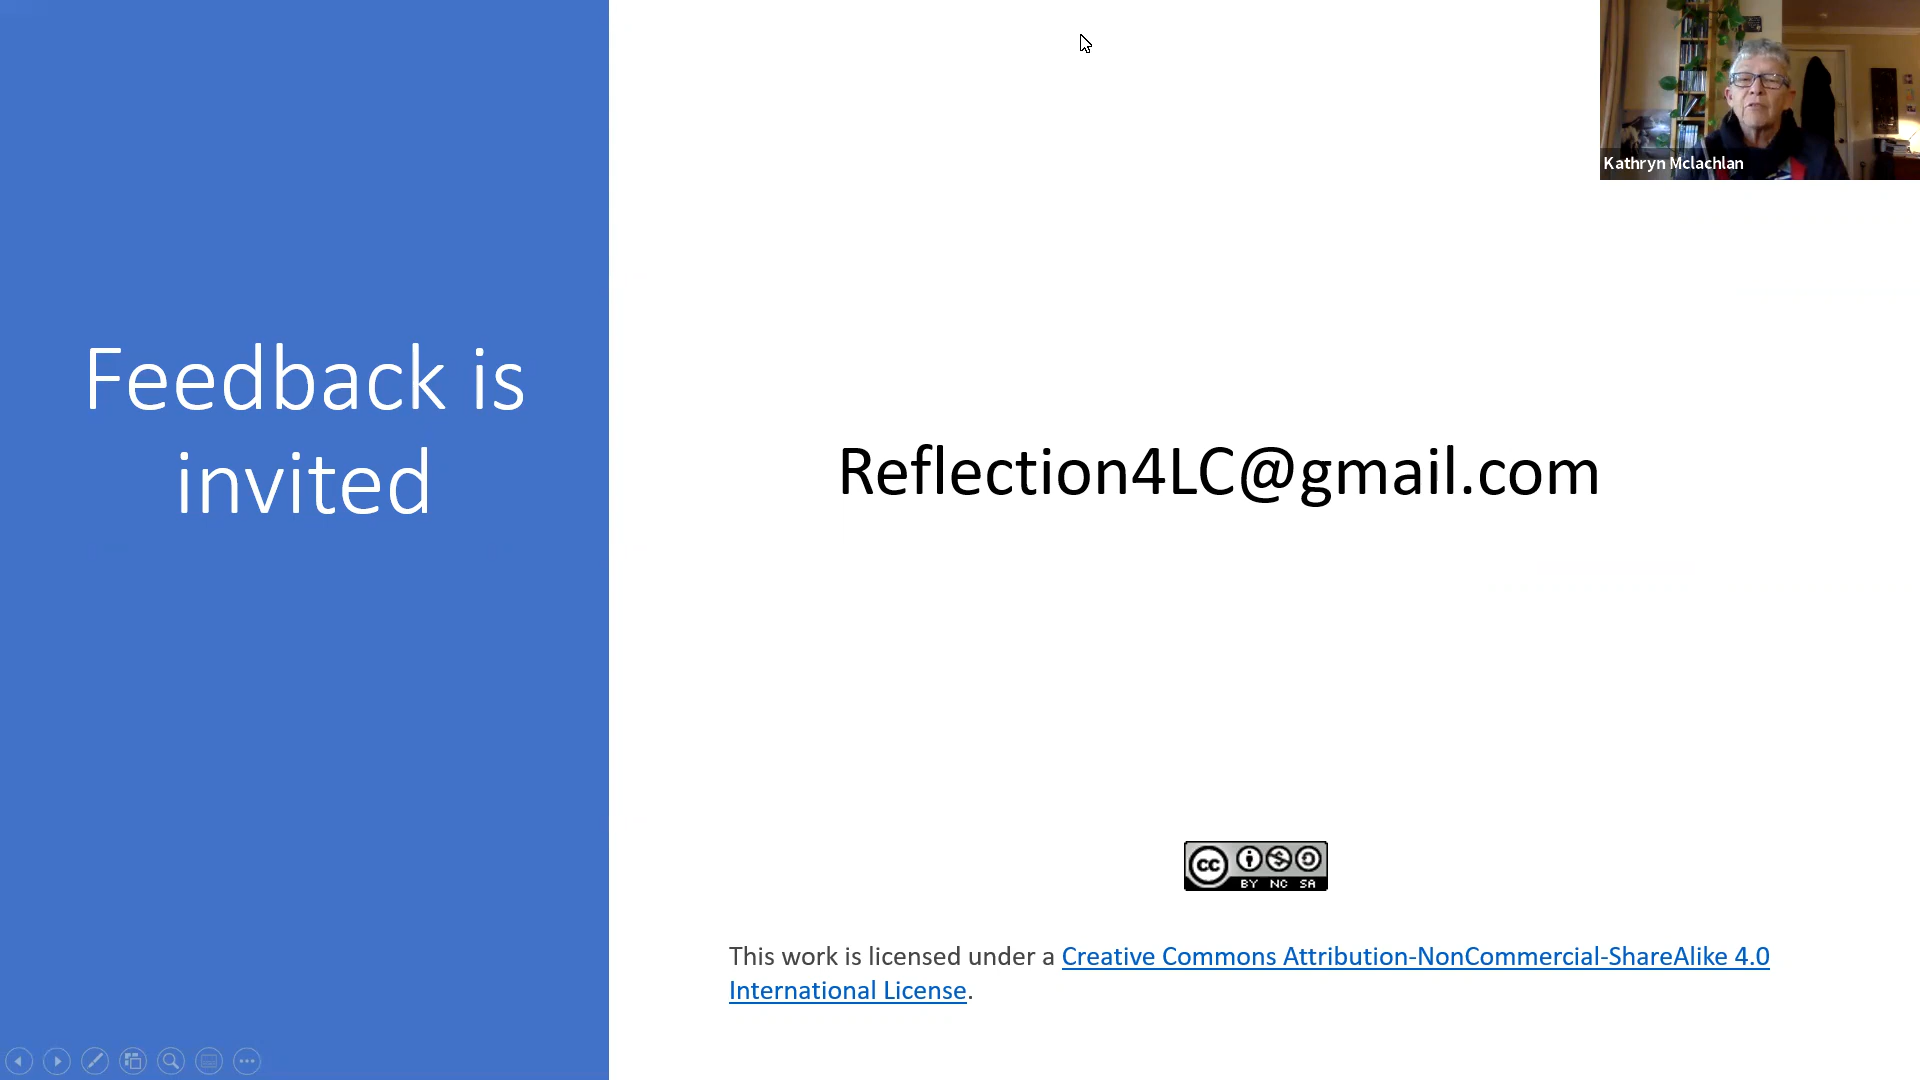 Feedback is
invited
Kathryn Mclachlan
Reflection4LC@gmail.com
cc
BY NC SA
This work is licensed under a Creative Commons Attribution-NonCommercial-ShareAlike 4.0
International License.